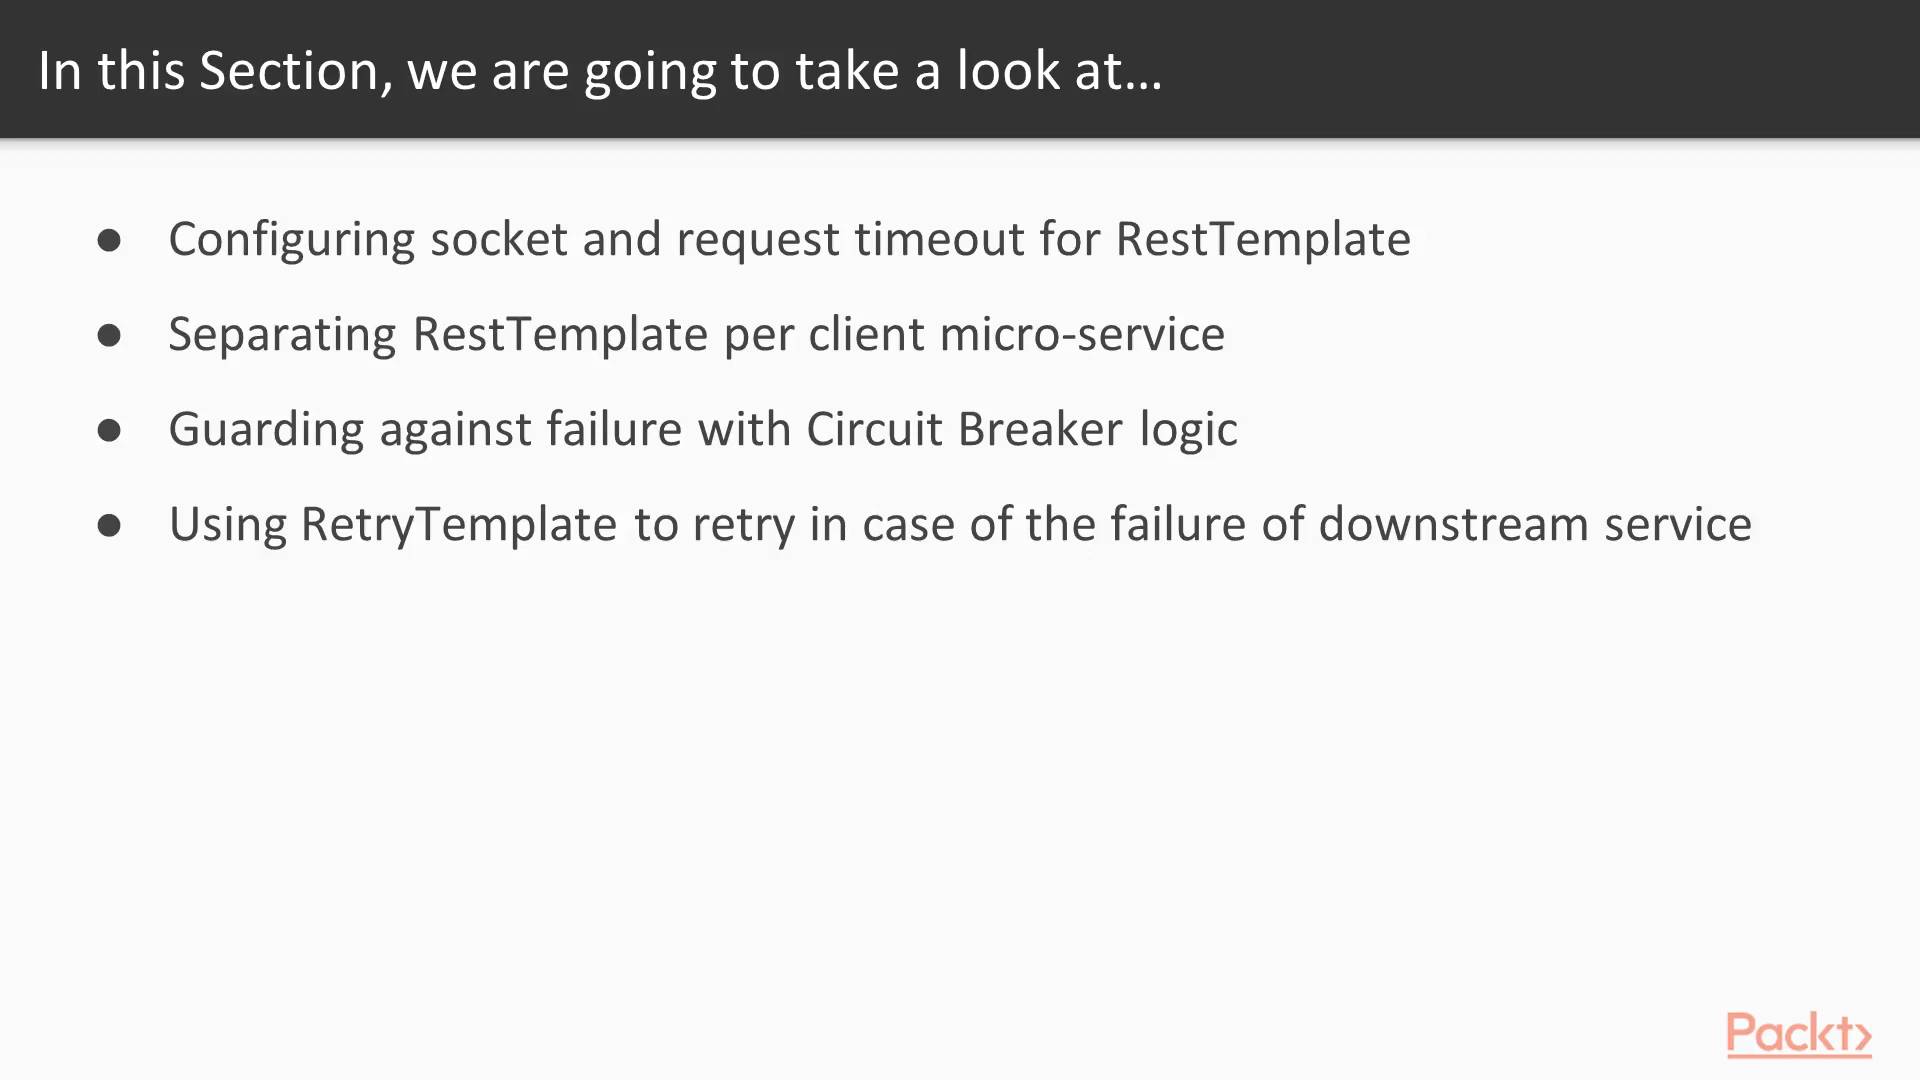 In this Section, we are going to take a look at…
● Configuring socket and request timeout for RestTemplate
● Separating RestTemplate per client micro-service
● Guarding against failure with Circuit Breaker logic
● Using RetryTemplate to retry in case of the failure of downstream service
Packt>